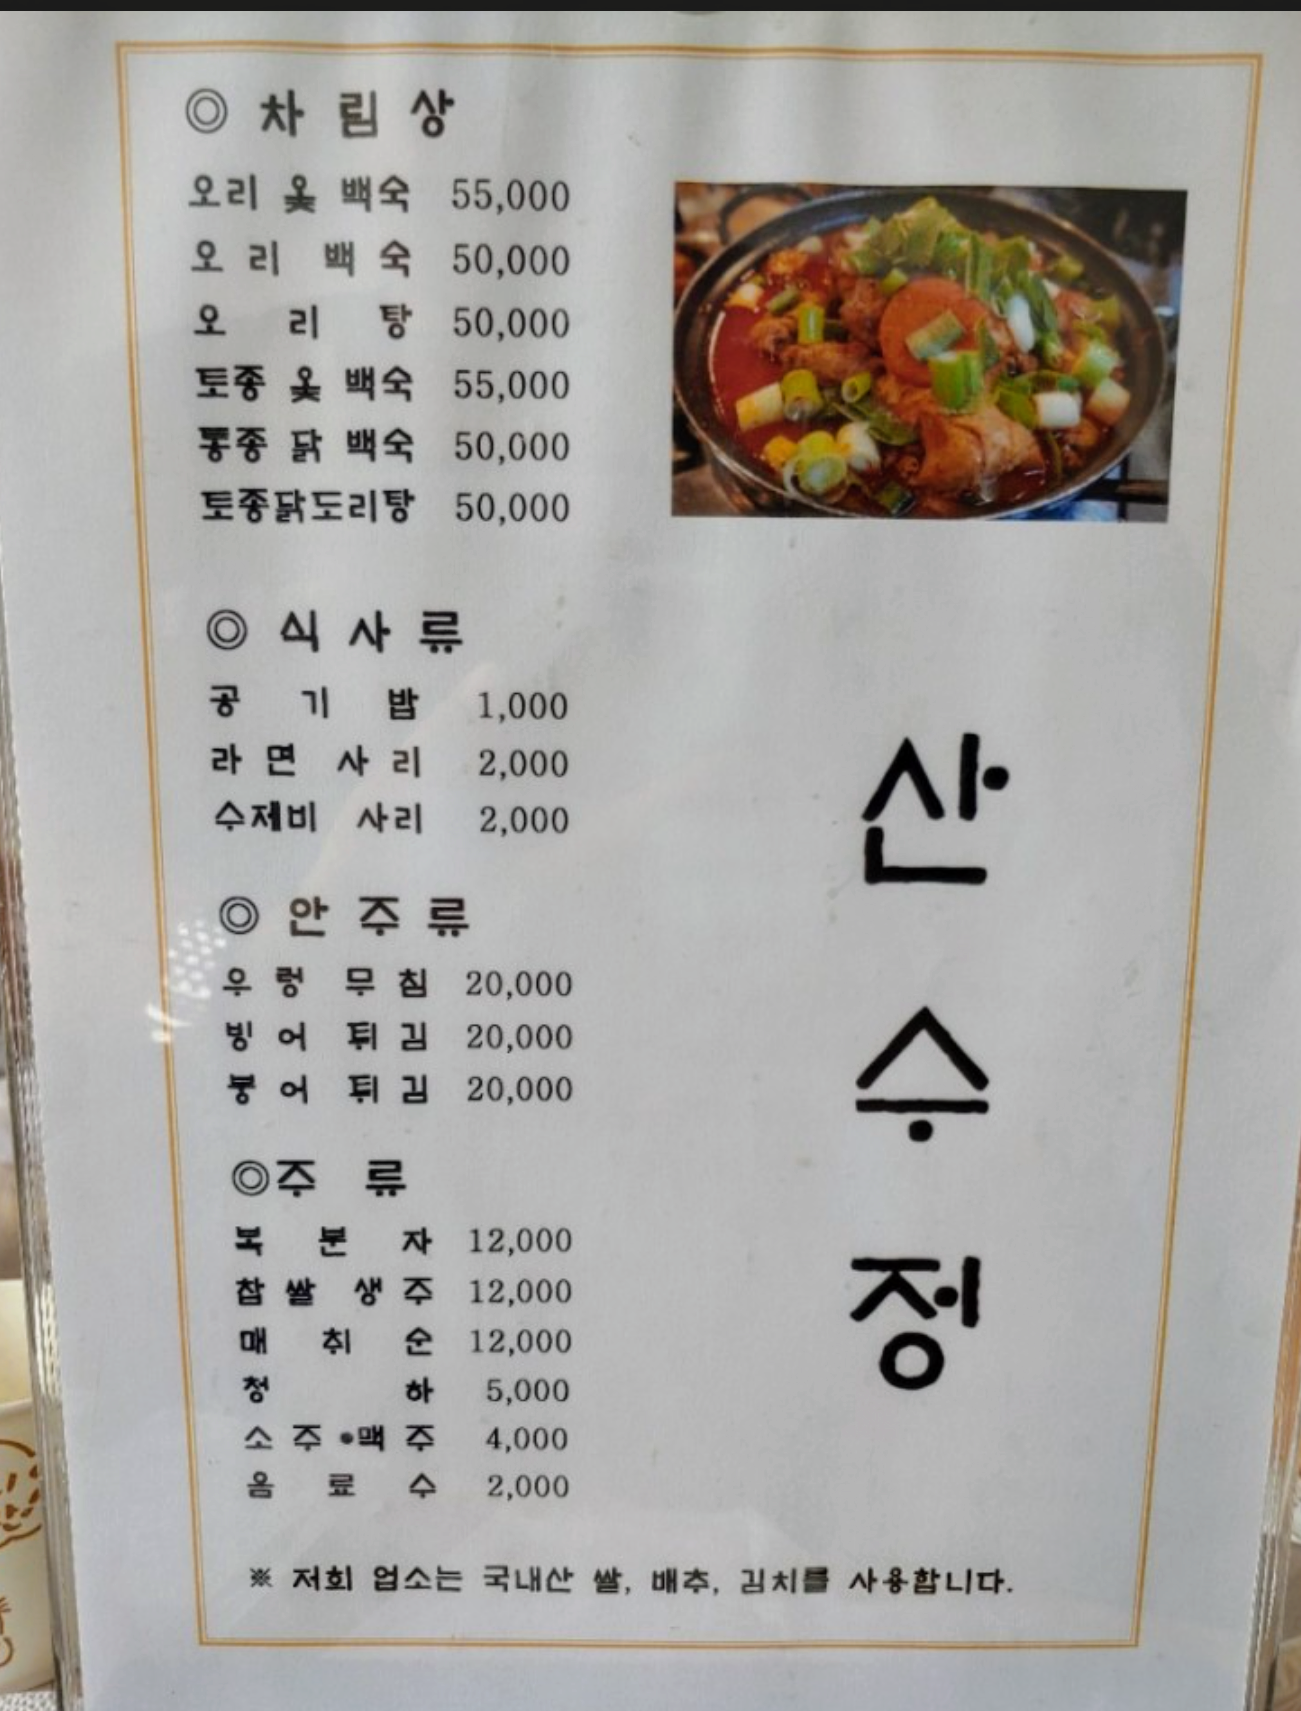 ◎ 차 림 상
오리 옻 백숙 55,000
오 리 백 숙 50,000
오 리 탕 50,000
토종 옻 백숙 55,000
통종 닭 백숙 50,000
토종닭도리탕 50,000
◎ 식 사 류
공 기 밥 1,000
라 면 사 리 2,000
수제비 사리 2,000
◎ 안 주 류
우 렁 무 침 20,000
빙 어 튀 김 20,000
붕 어 튀 김 20,000
◎주 류
복 분 자 12,000
찹 쌀 생 주 12,000
매 취 순 12,000
청 하 5,000
소 주 •맥 주 4,000
음 료 수 2,000
※ 저희 업소는 국내산 쌀, 배추, 김치를 사용합니다.
산
수
정